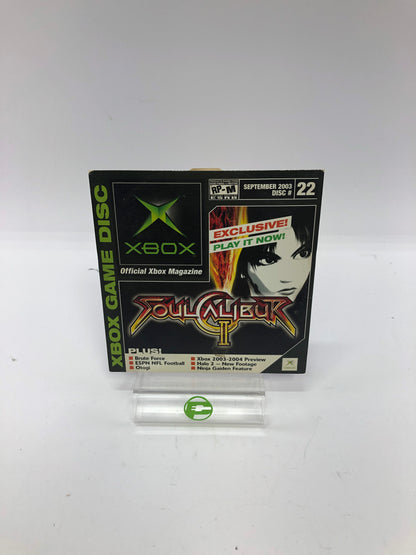 XBOX GAME DISC
XBOX
Official Xbox Magazine
RP-M
ESRB
SEPTEMBER 2003
DISC #
22
EXCLUSIVE!
PLAY IT NOW!
SOULCALIBUR
II
PLUS!
Brute Force
ESPN NFL Football
Otogi
Xbox 2003-2004 Preview
Halo 2 — New Footage
Ninja Gaiden Feature